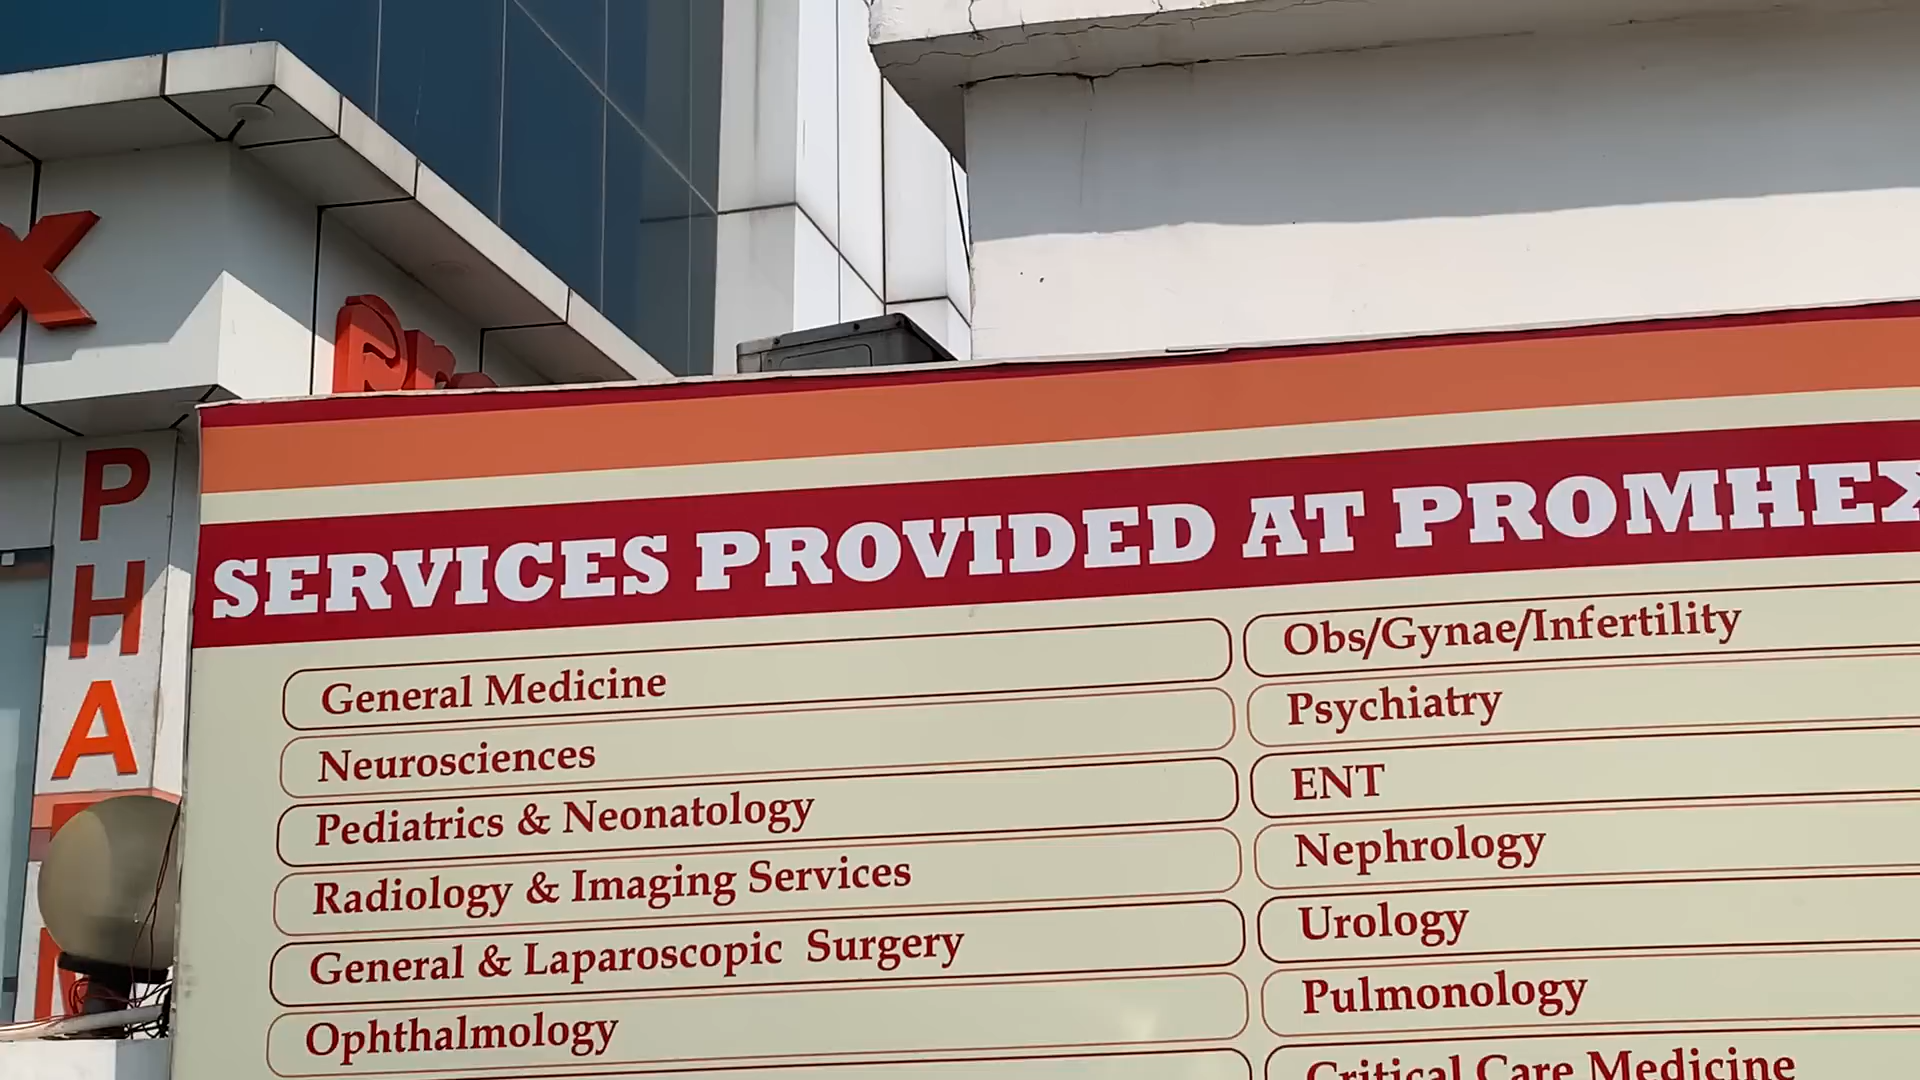 SERVICES PROVIDED AT PROMHEX
General Medicine
Neurosciences
Pediatrics & Neonatology
Radiology & Imaging Services
General & Laparoscopic Surgery
Ophthalmology
Obs/Gynae/Infertility
Psychiatry
ENT
Nephrology
Urology
Pulmonology
Critical Care Medicine
X
P
H
A